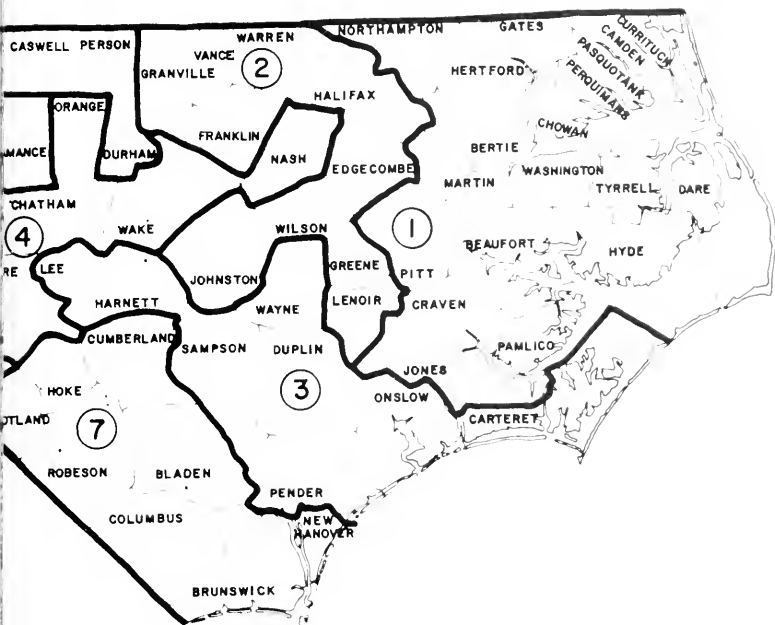 NORTHAMPTON
GATES
CURRITUCK
CAMDEN
PASQUOTANK
PERQUIMANS
CASWELL PERSON
WARREN
VANCE
GRANVILLE
2
HERTFORD
HALIFAX
ORANGE
CHOWAN
FRANKLIN
MANCE
DURHAM
NASH
BERTIE
EDGECOMBE
WASHINGTON
MARTIN
TYRRELL
DARE
CHATHAM
WAKE
WILSON
1
4
BEAUFORT
HYDE
RE LEE
GREENE
PITT
JOHNSTON
HARNETT
LENOIR
CRAVEN
WAYNE
CUMBERLAND
SAMPSON
DUPLIN
PAMLICO
JONES
3
HOKE
ONSLOW
OTLAND
7
CARTERET
ROBESON
BLADEN
PENDER
COLUMBUS
NEW
HANOVER
BRUNSWICK